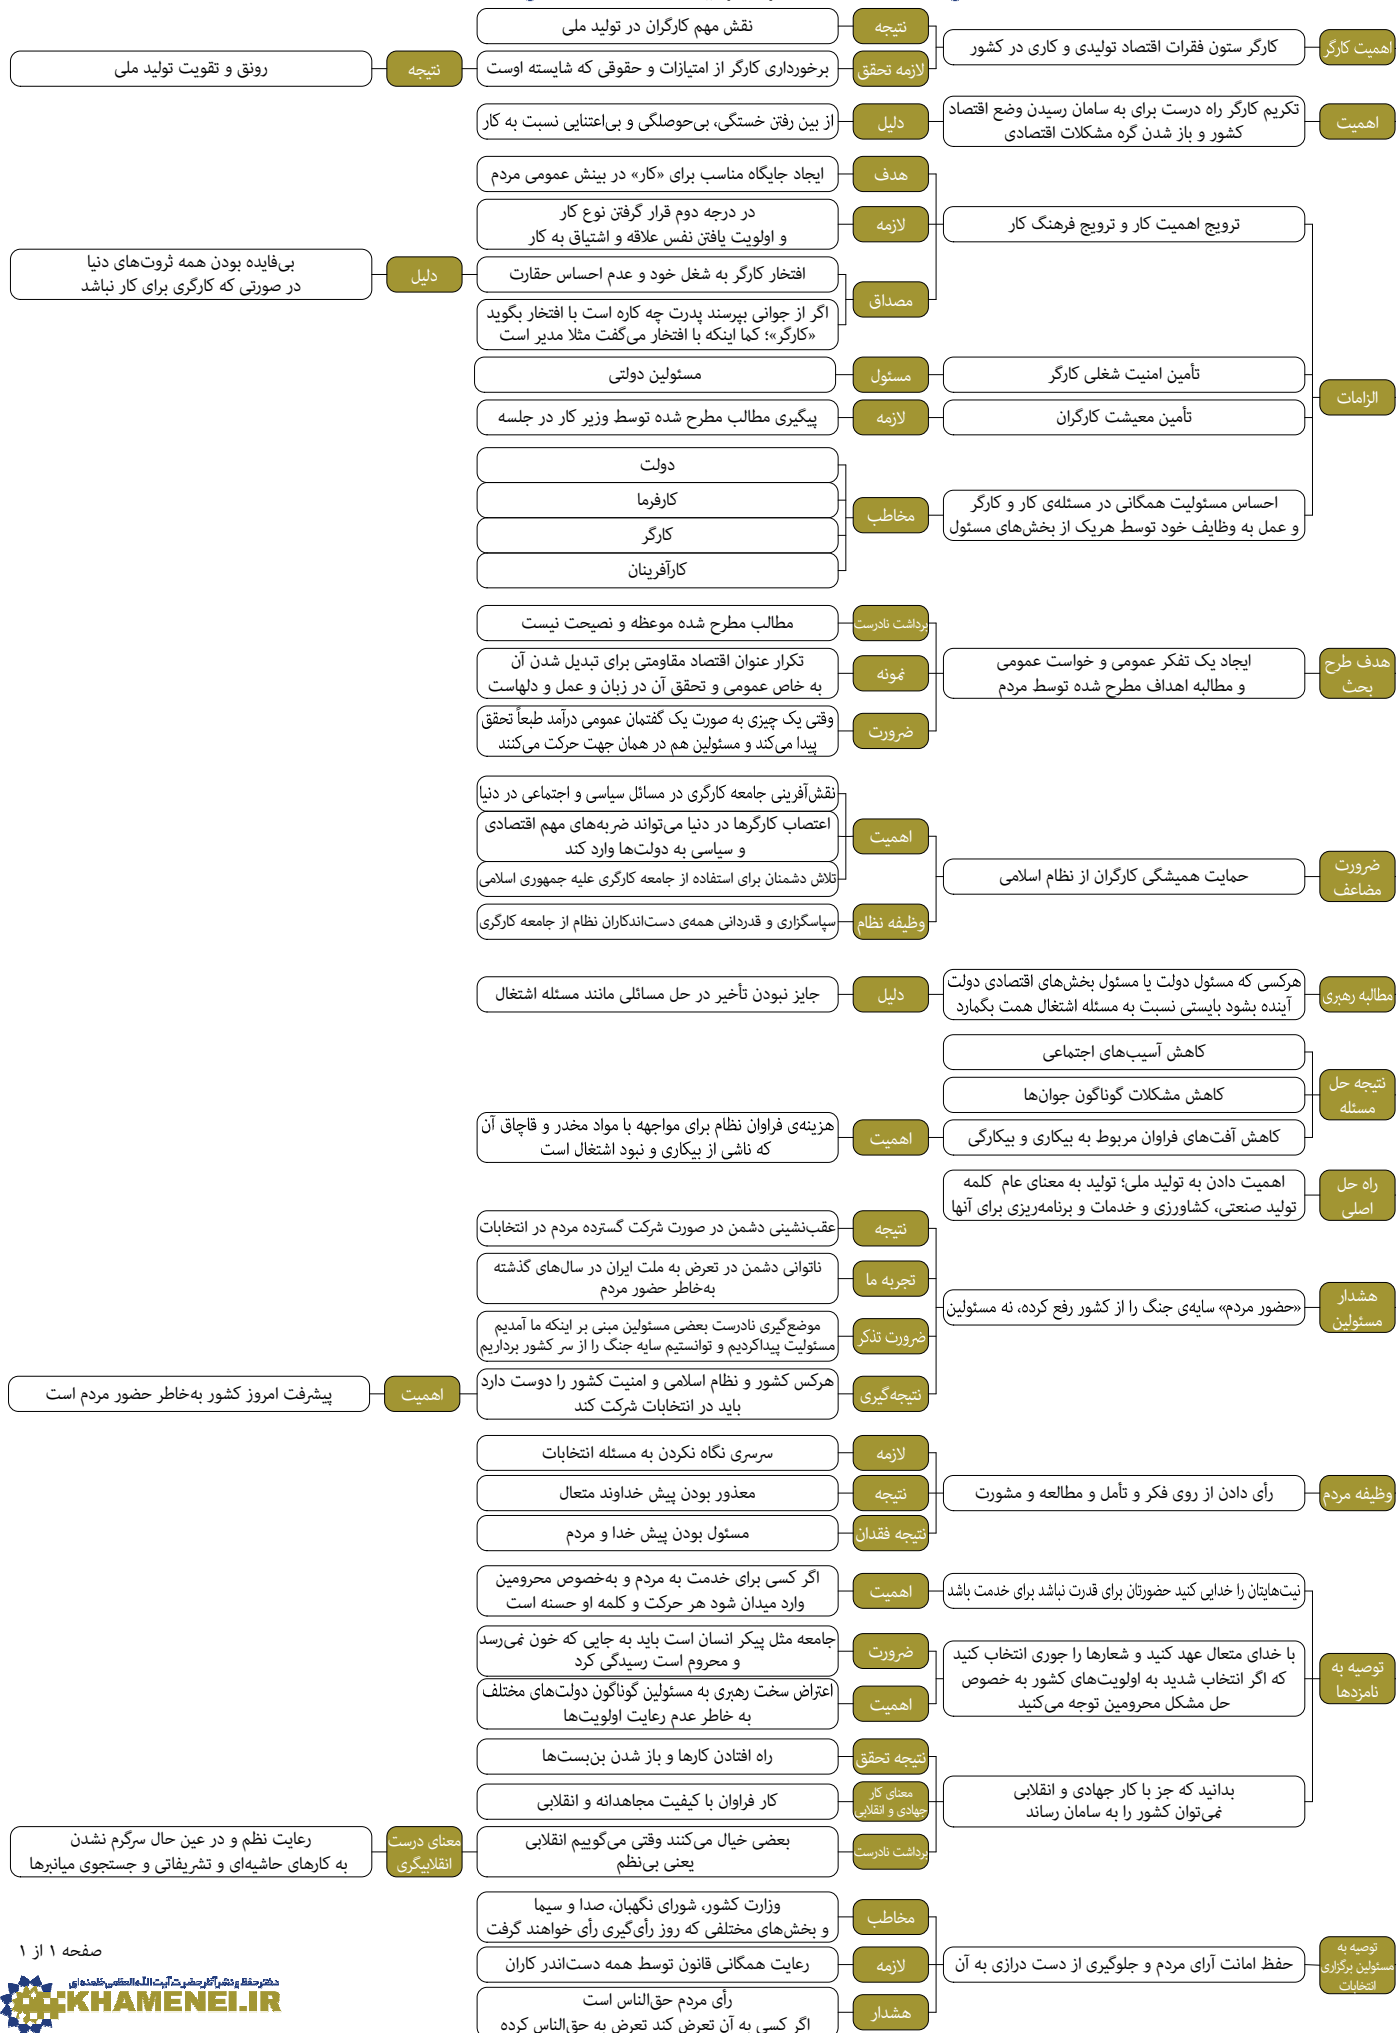 اهمیت کارگر
کارگر ستون فقرات اقتصاد تولیدی و کاری در کشور
نتیجه
نقش مهم کارگران در تولید ملی
لازمه تحقق
برخورداری کارگر از امتیازات و حقوقی که شایسته اوست
نتیجه
رونق و تقویت تولید ملی
اهمیت
تکریم کارگر راه درست برای به سامان رسیدن وضع اقتصاد
کشور و باز شدن گره مشکلات اقتصادی
دلیل
از بین رفتن خستگی، بی‌حوصلگی و بی‌اعتنایی نسبت به کار
الزامات
ترویج اهمیت کار و ترویج فرهنگ کار
هدف
ایجاد جایگاه مناسب برای «کار» در بینش عمومی مردم
لازمه
در درجه دوم قرار گرفتن نوع کار
و اولویت یافتن نفس علاقه و اشتیاق به کار
مصداق
افتخار کارگر به شغل خود و عدم احساس حقارت
دلیل
بی‌فایده بودن همه ثروت‌های دنیا
در صورتی که کارگری برای کار نباشد
اگر از جوانی بپرسند پدرت چه کاره است با افتخار بگوید
«کارگر»؛ کما اینکه با افتخار می‌گفت مثلا مدیر است
تأمین امنیت شغلی کارگر
مسئول
مسئولین دولتی
تأمین معیشت کارگران
لازمه
پیگیری مطالب مطرح شده توسط وزیر کار در جلسه
احساس مسئولیت همگانی در مسئله‌ی کار و کارگر
و عمل به وظایف خود توسط هریک از بخش‌های مسئول
مخاطب
دولت
کارفرما
کارگر
کارآفرینان
هدف طرح
بحث
ایجاد یک تفکر عمومی و خواست عمومی
و مطالبه اهداف مطرح شده توسط مردم
برداشت نادرست
مطالب مطرح شده موعظه و نصیحت نیست
نمونه
تکرار عنوان اقتصاد مقاومتی برای تبدیل شدن آن
به خاص عمومی و تحقق آن در زبان و عمل و دلهاست
ضرورت
وقتی یک چیزی به صورت یک گفتمان عمومی درآمد طبعاً تحقق
پیدا می‌کند و مسئولین هم در همان جهت حرکت می‌کنند
ضرورت
مضاعف
حمایت همیشگی کارگران از نظام اسلامی
اهمیت
نقش‌آفرینی جامعه کارگری در مسائل سیاسی و اجتماعی در دنیا
اعتصاب کارگرها در دنیا می‌تواند ضربه‌های مهم اقتصادی
و سیاسی به دولت‌ها وارد کند
تلاش دشمنان برای استفاده از جامعه کارگری علیه جمهوری اسلامی
وظیفه نظام
سپاسگزاری و قدردانی همه‌ی دست‌اندکاران نظام از جامعه کارگری
مطالبه رهبری
هرکسی که مسئول دولت یا مسئول بخش‌های اقتصادی دولت
آینده بشود بایستی نسبت به مسئله اشتغال همت بگمارد
دلیل
جایز نبودن تأخیر در حل مسائلی مانند مسئله اشتغال
نتیجه حل
مسئله
کاهش آسیب‌های اجتماعی
کاهش مشکلات گوناگون جوان‌ها
کاهش آفت‌های فراوان مربوط به بیکاری و بیکارگی
اهمیت
هزینه‌ی فراوان نظام برای مواجهه با مواد مخدر و قاچاق آن
که ناشی از بیکاری و نبود اشتغال است
راه حل
اصلی
اهمیت دادن به تولید ملی؛ تولید به معنای عام کلمه
تولید صنعتی، کشاورزی و خدمات و برنامه‌ریزی برای آنها
هشدار
مسئولین
«حضور مردم» سایه‌ی جنگ را از کشور رفع کرده، نه مسئولین
نتیجه
عقب‌نشینی دشمن در صورت شرکت گسترده مردم در انتخابات
تجربه ما
ناتوانی دشمن در تعرض به ملت ایران در سال‌های گذشته
به‌خاطر حضور مردم
ضرورت تذکر
موضع‌گیری نادرست بعضی مسئولین مبنی بر اینکه ما آمدیم
مسئولیت پیداکردیم و توانستیم سایه جنگ را از سر کشور برداریم
نتیجه‌گیری
هرکس کشور و نظام اسلامی و امنیت کشور را دوست دارد
باید در انتخابات شرکت کند
اهمیت
پیشرفت امروز کشور به‌خاطر حضور مردم است
وظیفه مردم
رأی دادن از روی فکر و تأمل و مطالعه و مشورت
لازمه
سرسری نگاه نکردن به مسئله انتخابات
نتیجه
معذور بودن پیش خداوند متعال
نتیجه فقدان
مسئول بودن پیش خدا و مردم
توصیه به
نامزدها
نیت‌هایتان را خدایی کنید حضورتان برای قدرت نباشد برای خدمت باشد
اهمیت
اگر کسی برای خدمت به مردم و به‌خصوص محرومین
وارد میدان شود هر حرکت و کلمه او حسنه است
با خدای متعال عهد کنید و شعارها را جوری انتخاب کنید
که اگر انتخاب شدید به اولویت‌های کشور به خصوص
حل مشکل محرومین توجه می‌کنید
ضرورت
جامعه مثل پیکر انسان است باید به جایی که خون نمی‌رسد
و محروم است رسیدگی کرد
اهمیت
اعتراض سخت رهبری به مسئولین گوناگون دولت‌های مختلف
به خاطر عدم رعایت اولویت‌ها
بدانید که جز با کار جهادی و انقلابی
نمی‌توان کشور را به سامان رساند
نتیجه تحقق
راه افتادن کارها و باز شدن بن‌بست‌ها
معنای کار
جهادی و انقلابی
کار فراوان با کیفیت مجاهدانه و انقلابی
برداشت نادرست
بعضی خیال می‌کنند وقتی می‌گوییم انقلابی
یعنی بی‌نظم
معنای درست
انقلابیگری
رعایت نظم و در عین حال سرگرم نشدن
به کارهای حاشیه‌ای و تشریفاتی و جستجوی میانبرها
توصیه به
مسئولین برگزاری
انتخابات
حفظ امانت آرای مردم و جلوگیری از دست درازی به آن
مخاطب
وزارت کشور، شورای نگهبان، صدا و سیما
و بخش‌های مختلفی که روز رأی‌گیری رأی خواهند گرفت
لازمه
رعایت همگانی قانون توسط همه دست‌اندر کاران
هشدار
رأی مردم حق‌الناس است
اگر کسی به آن تعرض کند تعرض به حق‌الناس کرده
صفحه ۱ از ۱
دفتر حفظ و نشر آثار حضرت آیت‌الله‌العظمی خامنه‌ای
KHAMENEI.IR